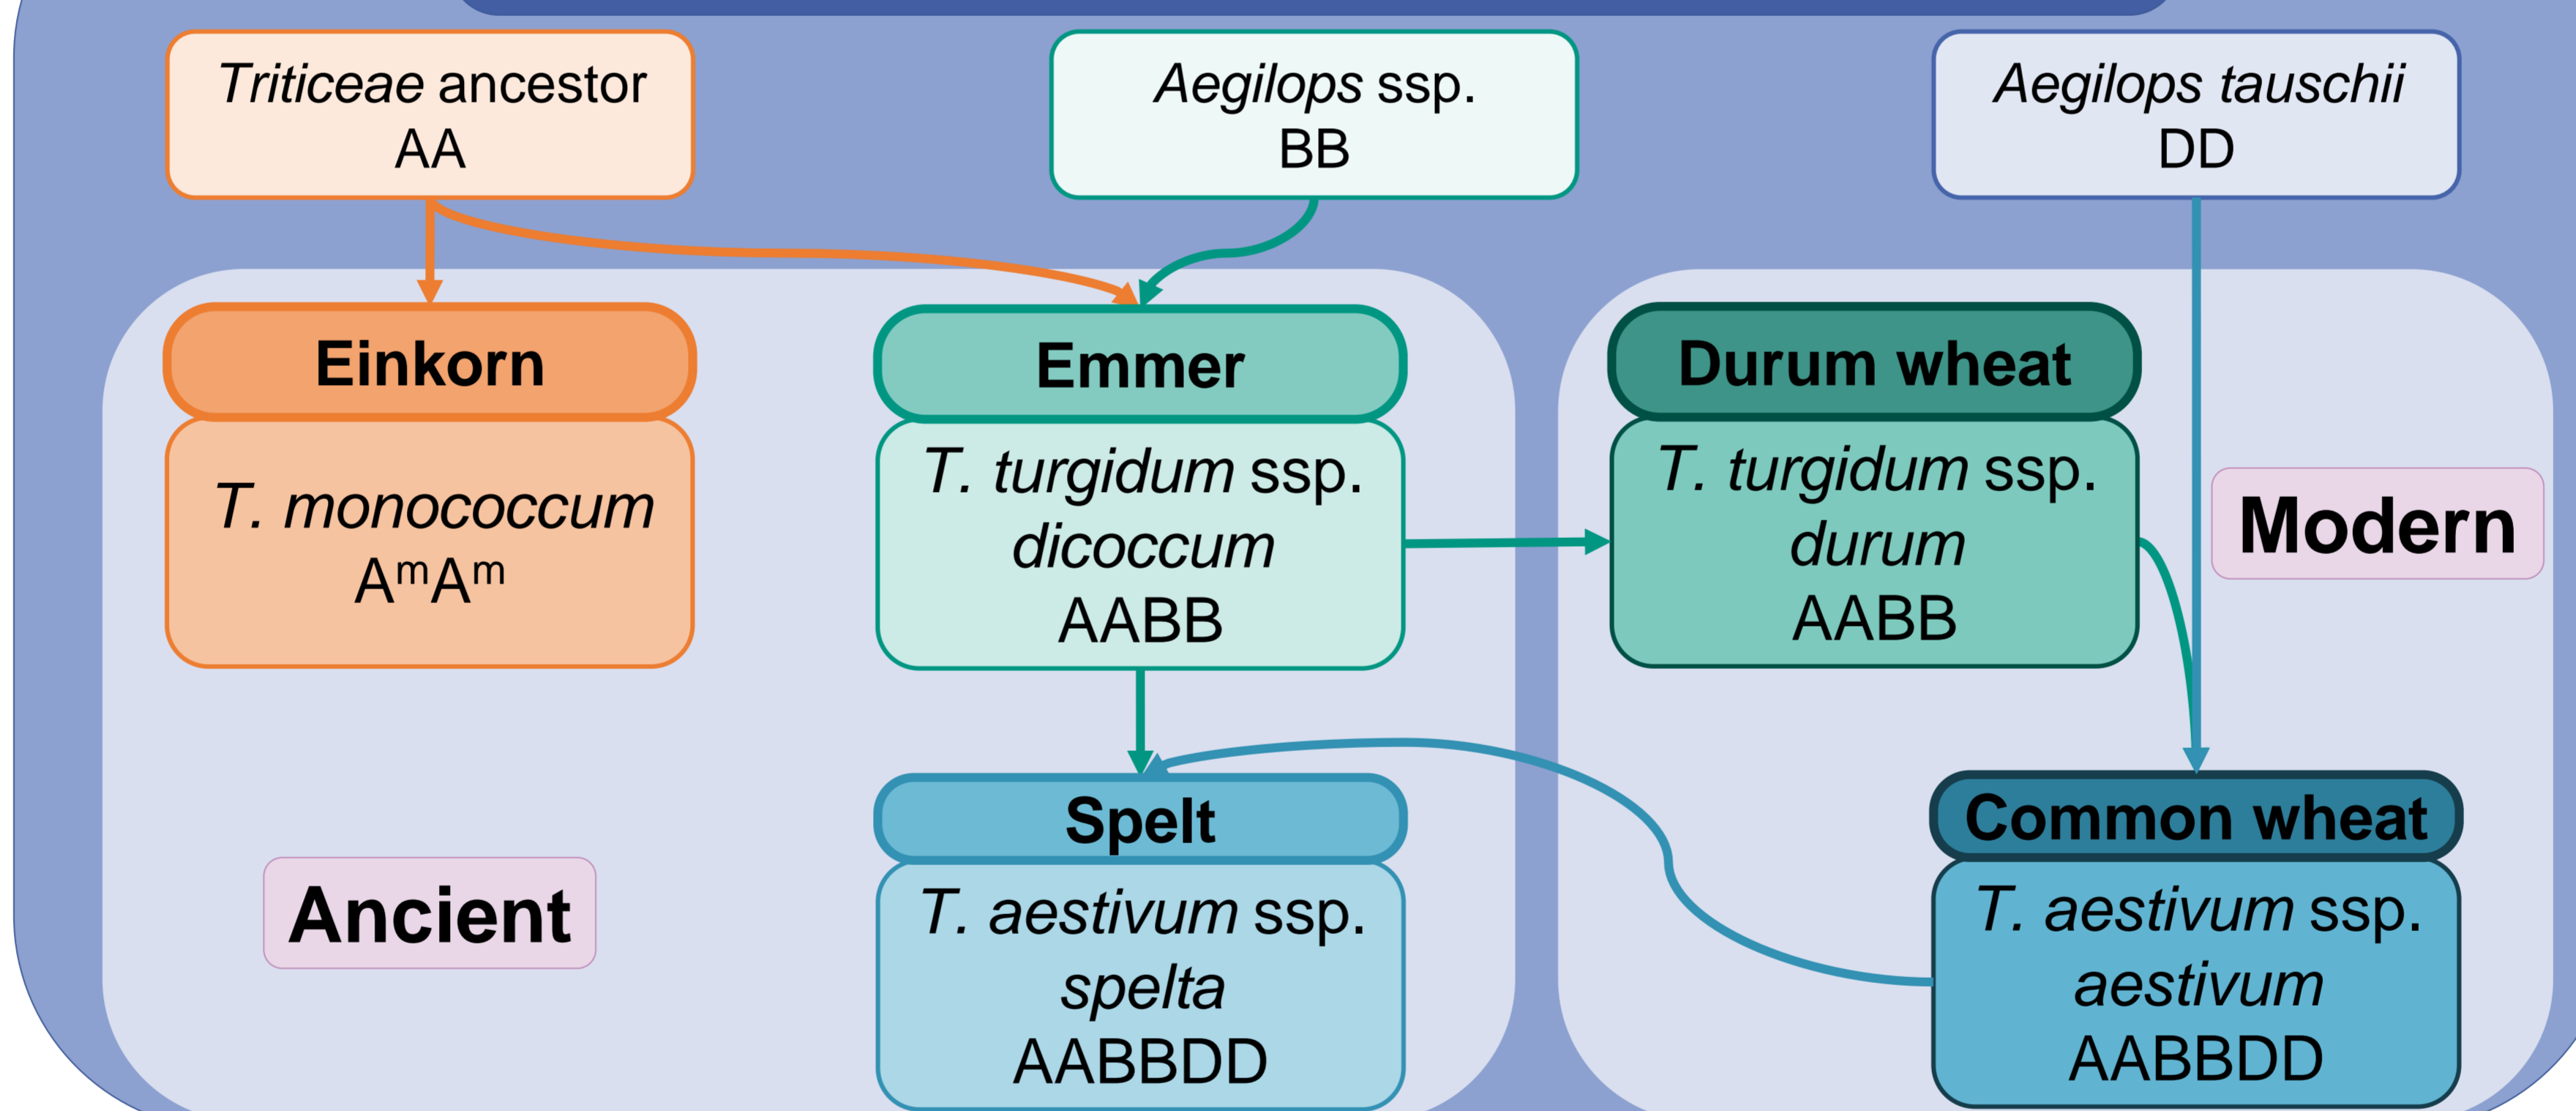 Triticeae ancestor
AA
Aegilops ssp.
BB
Aegilops tauschii
DD
Einkorn
T. monococcum
AᵐAᵐ
Emmer
T. turgidum ssp.
dicoccum
AABB
Durum wheat
T. turgidum ssp.
durum
AABB
Modern
Ancient
Spelt
T. aestivum ssp.
spelta
AABBDD
Common wheat
T. aestivum ssp.
aestivum
AABBDD